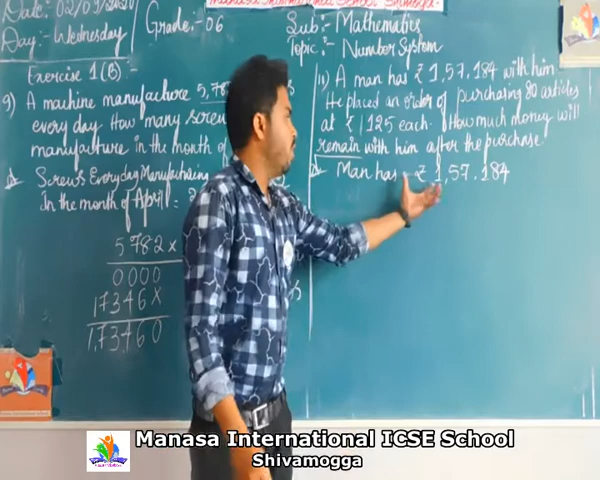 Date: 02/09/2020
Day:- Wednesday
Grade:- 06
Sub:- Mathematics
Topic:- Number System
Exercise 1(B):-
9) A machine manufacture 5,78
every day. How many screw
manufacture in the month of
Screws Everyday Manufacturing
In the month of April =
5782 ×
0000
17346×
1,73,460
11) A man has ₹ 1,57,184 with him
He placed an order of purchasing 80 articles
at ₹ 1125 each. How much money will
remain with him after the purchase.
Man has = ₹ 1,57,184
Manasa International ICSE School
Shivamogga